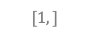 [1, ]